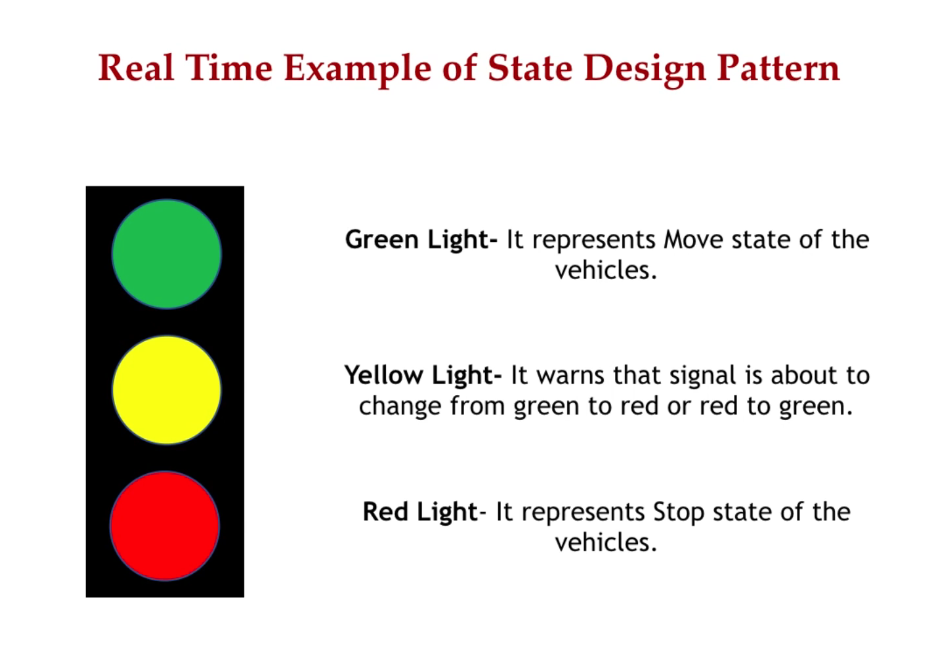 Real Time Example of State Design Pattern
Green Light- It represents Move state of the
vehicles.
Yellow Light- It warns that signal is about to
change from green to red or red to green.
Red Light- It represents Stop state of the
vehicles.